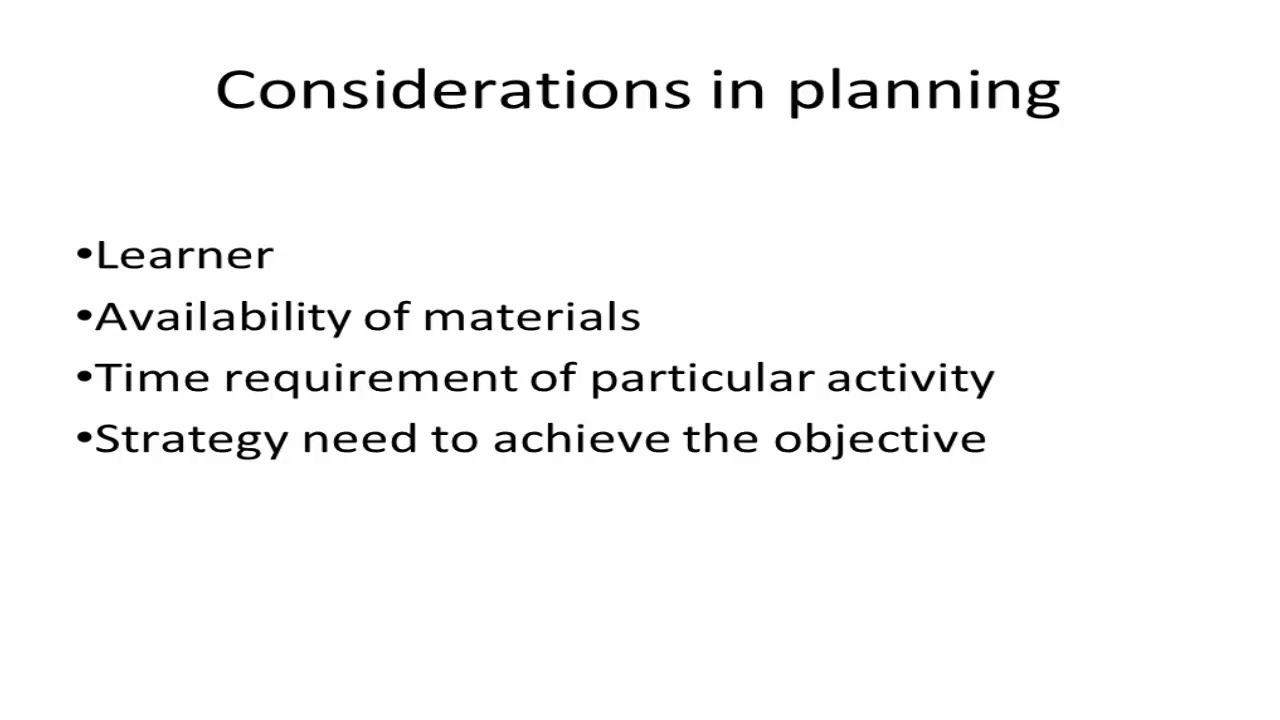 Considerations in planning
•Learner
•Availability of materials
•Time requirement of particular activity
•Strategy need to achieve the objective